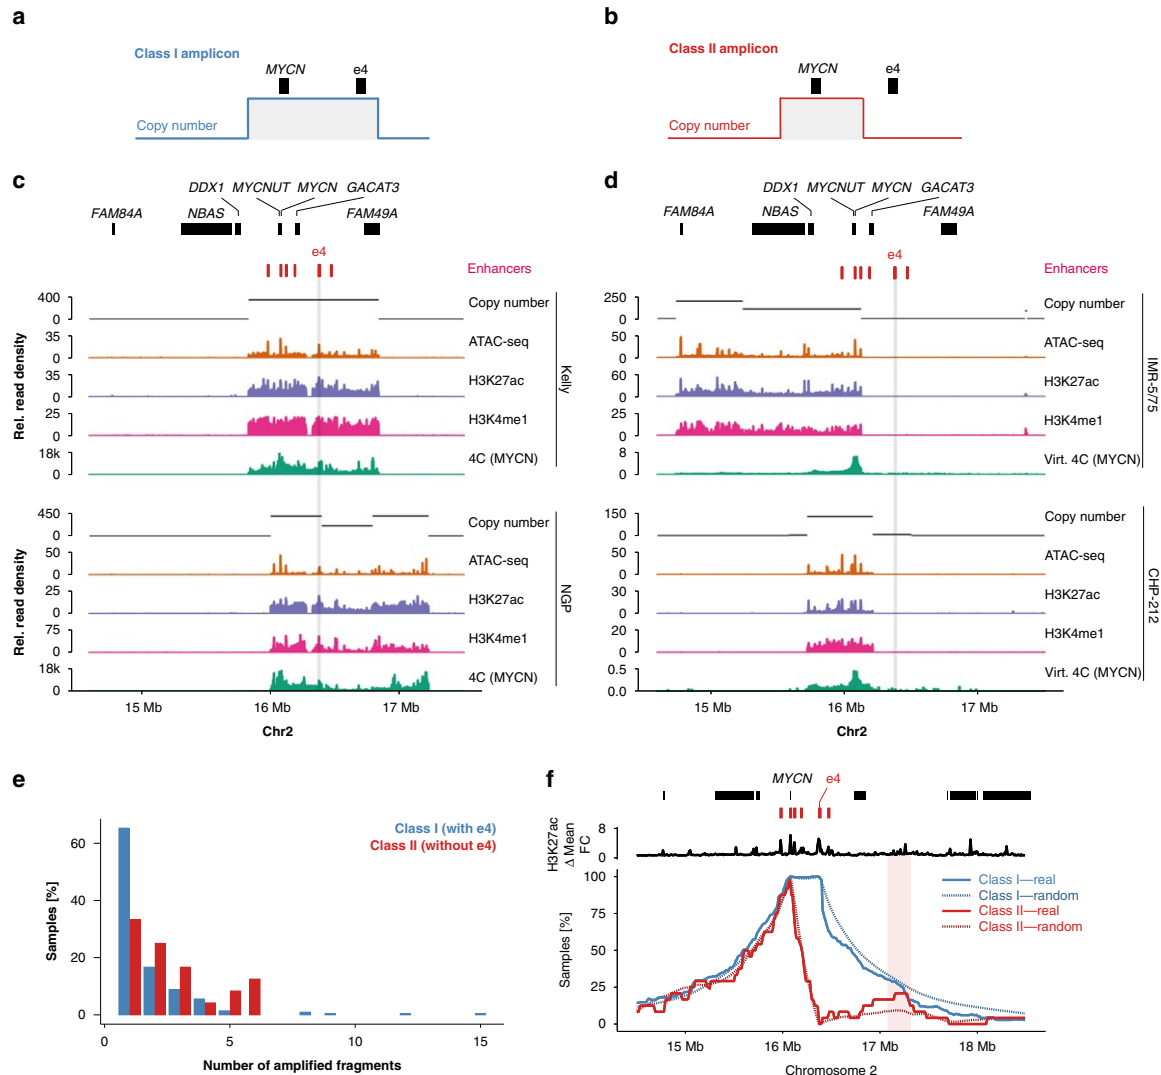 a
Class I amplicon
MYCN
e4
Copy number
b
Class II amplicon
MYCN
e4
Copy number
c
DDX1 MYCNUT MYCN GACAT3
FAM84A NBAS FAM49A
e4
Enhancers
400
0
Copy number
35
0
ATAC-seq
35
0
H3K27ac
25
0
H3K4me1
18k
0
4C (MYCN)
Rel. read density
Kelly
450
0
Copy number
50
0
ATAC-seq
25
0
H3K27ac
75
0
H3K4me1
18k
0
4C (MYCN)
Rel. read density
NGP
15 Mb 16 Mb 17 Mb
Chr2
d
DDX1 MYCNUT MYCN GACAT3
FAM84A NBAS FAM49A
e4
Enhancers
250
0
Copy number
50
0
ATAC-seq
60
0
H3K27ac
25
0
H3K4me1
8
0
Virt. 4C (MYCN)
IMR-5/75
150
0
Copy number
50
0
ATAC-seq
30
0
H3K27ac
20
0
H3K4me1
0.5
0.0
Virt. 4C (MYCN)
CHP-212
15 Mb 16 Mb 17 Mb
Chr2
e
Class I (with e4)
Class II (without e4)
Samples [%]
60
40
20
0
0 5 10 15
Number of amplified fragments
f
MYCN e4
H3K27ac
Δ Mean
FC
8
0
Samples [%]
100
75
50
25
0
Class I—real
Class I—random
Class II—real
Class II—random
15 Mb 16 Mb 17 Mb 18 Mb
Chromosome 2